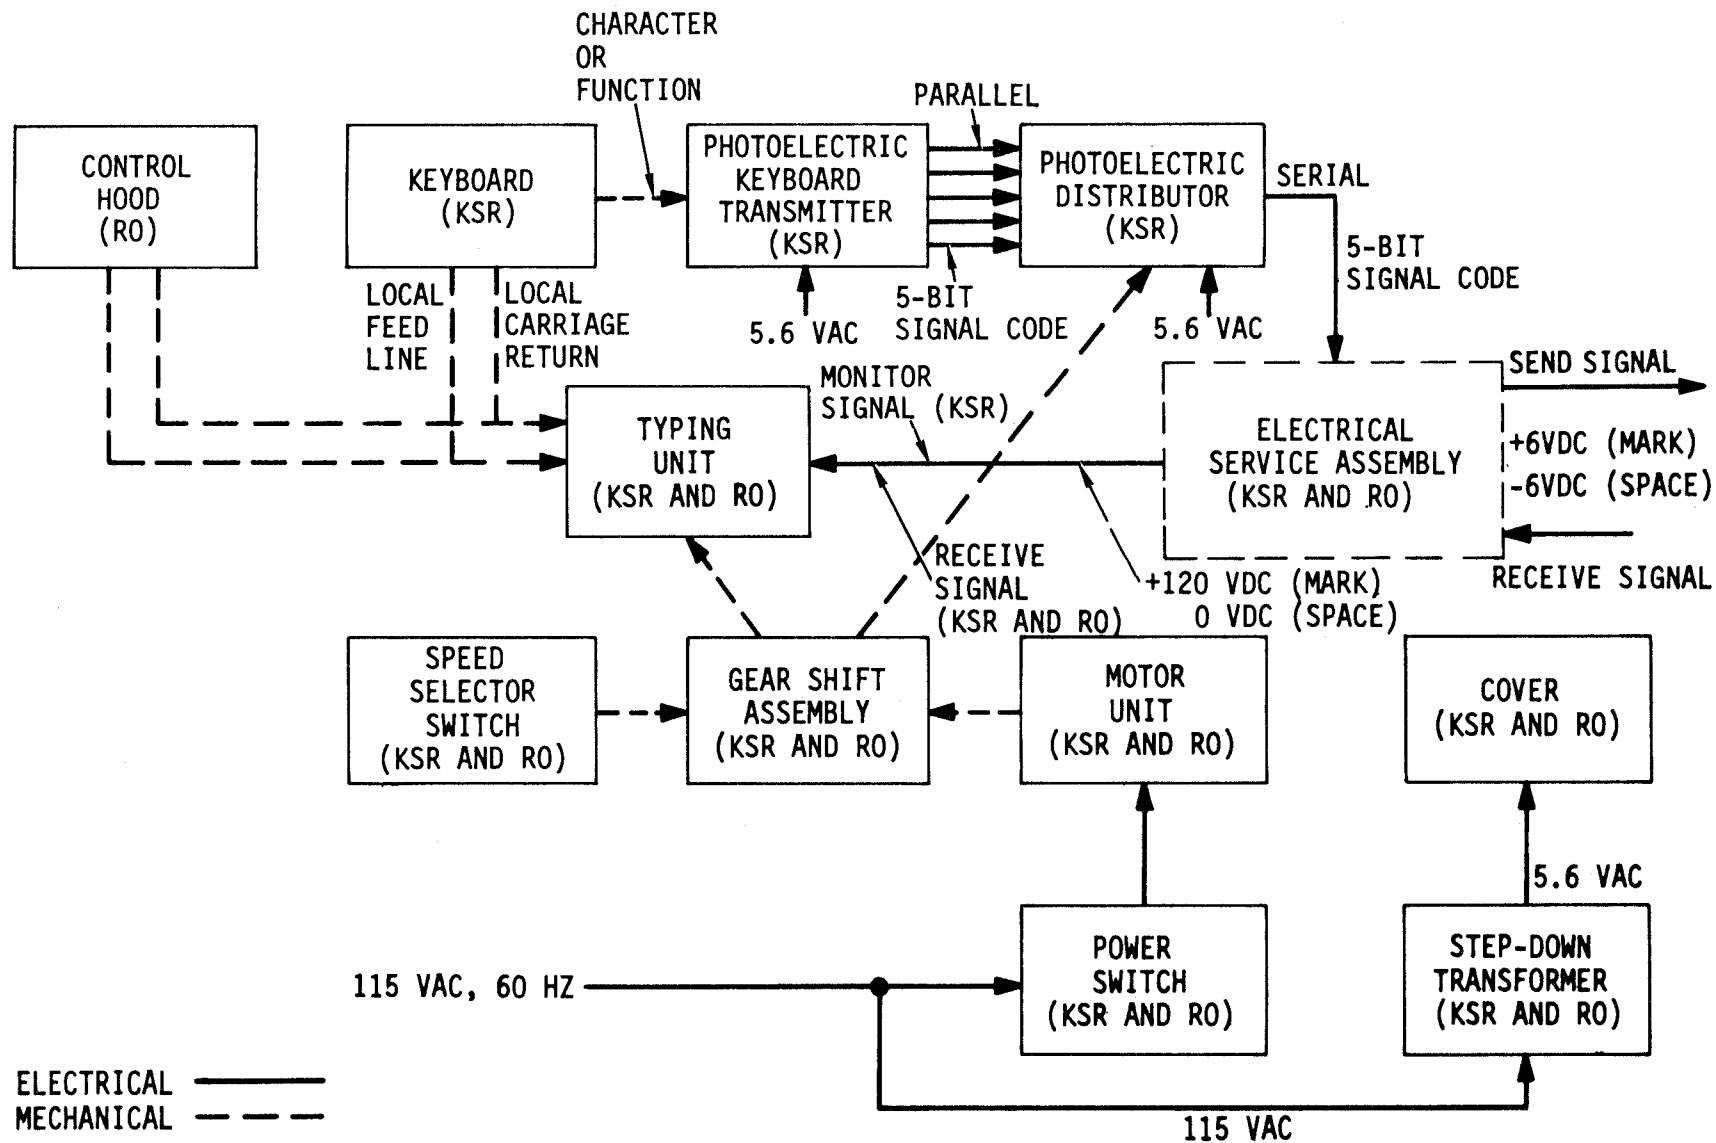 CHARACTER
OR
FUNCTION
PARALLEL
CONTROL
HOOD
(RO)
KEYBOARD
(KSR)
PHOTOELECTRIC
KEYBOARD
TRANSMITTER
(KSR)
PHOTOELECTRIC
DISTRIBUTOR
(KSR)
SERIAL
5-BIT
SIGNAL CODE
LOCAL
FEED
LINE
LOCAL
CARRIAGE
RETURN
5.6 VAC
5-BIT
SIGNAL CODE
5.6 VAC
MONITOR
SIGNAL (KSR)
SEND SIGNAL
TYPING
UNIT
(KSR AND RO)
ELECTRICAL
SERVICE ASSEMBLY
(KSR AND RO)
+6VDC (MARK)
-6VDC (SPACE)
RECEIVE
SIGNAL
(KSR AND RO)
+120 VDC (MARK)
0 VDC (SPACE)
RECEIVE SIGNAL
SPEED
SELECTOR
SWITCH
(KSR AND RO)
GEAR SHIFT
ASSEMBLY
(KSR AND RO)
MOTOR
UNIT
(KSR AND RO)
COVER
(KSR AND RO)
5.6 VAC
115 VAC, 60 HZ
POWER
SWITCH
(KSR AND RO)
STEP-DOWN
TRANSFORMER
(KSR AND RO)
ELECTRICAL
MECHANICAL
115 VAC